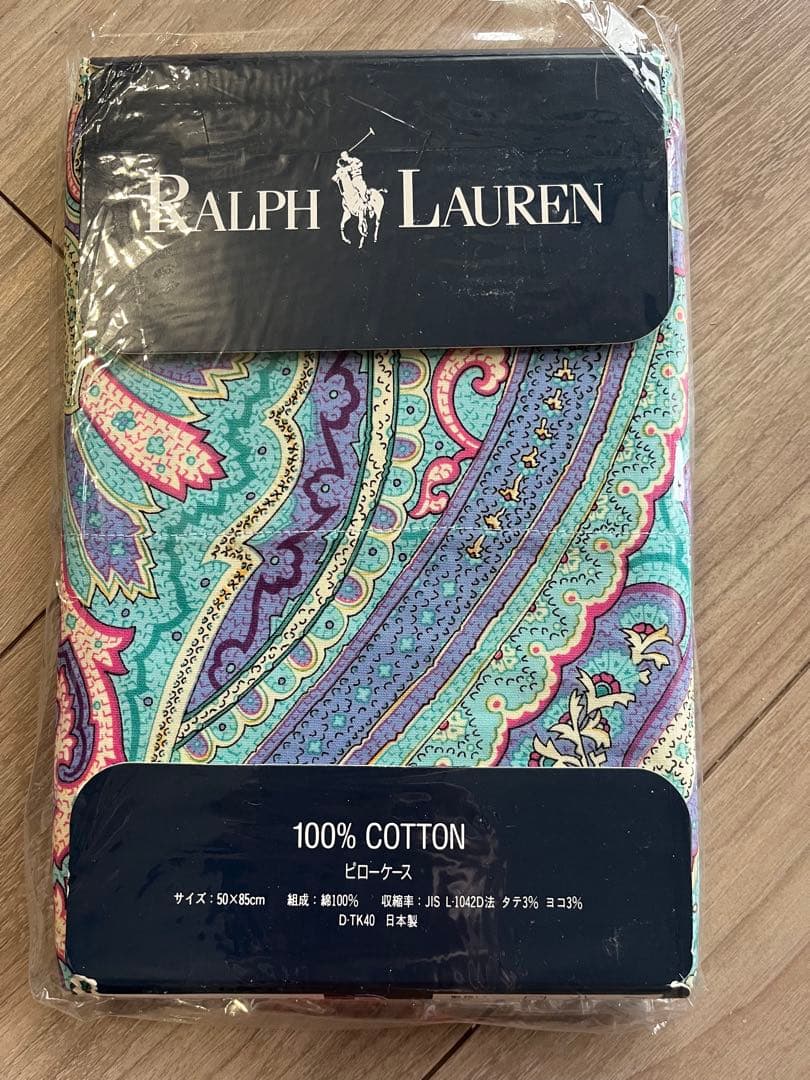 RALPH LAUREN
100% COTTON
ピローケース
サイズ:50×85cm 組成:綿100% 収縮率:JIS L-1042D法 タテ3% ヨコ3%
D-TK40 日本製